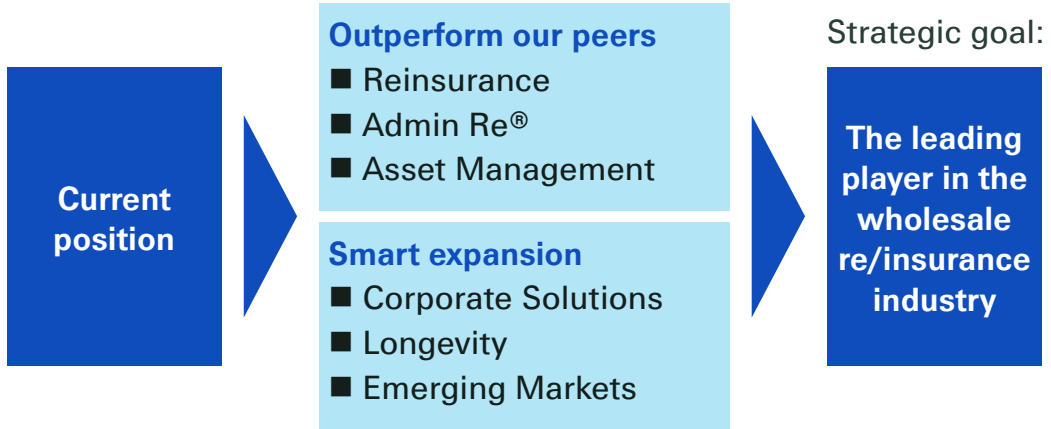 Current
position
Outperform our peers
■ Reinsurance
■ Admin Re®
■ Asset Management
Smart expansion
■ Corporate Solutions
■ Longevity
■ Emerging Markets
Strategic goal:
The leading
player in the
wholesale
re/insurance
industry